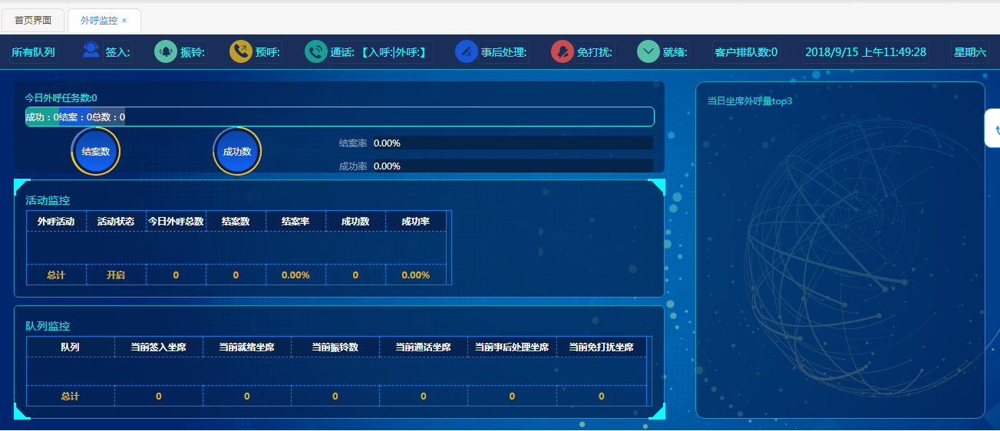 首页界面 外呼监控 ×
所有队列 签入: 振铃: 预呼: 通话: 【入呼:|外呼:】 事后处理: 免打扰: 就绪: 客户排队数:0 2018/9/15 上午11:49:28 星期六
今日外呼任务数:0
成功：0结案：0总数：0
结案数 成功数
结案率 0.00%
成功率 0.00%
当日坐席外呼量top3
活动监控
外呼活动 活动状态 今日外呼总数 结案数 结案率 成功数 成功率
总计 开启 0 0 0.00% 0 0.00%
队列监控
队列 当前签入坐席 当前就绪坐席 当前振铃数 当前通话坐席 当前事后处理坐席 当前免打扰坐席
总计 0 0 0 0 0 0